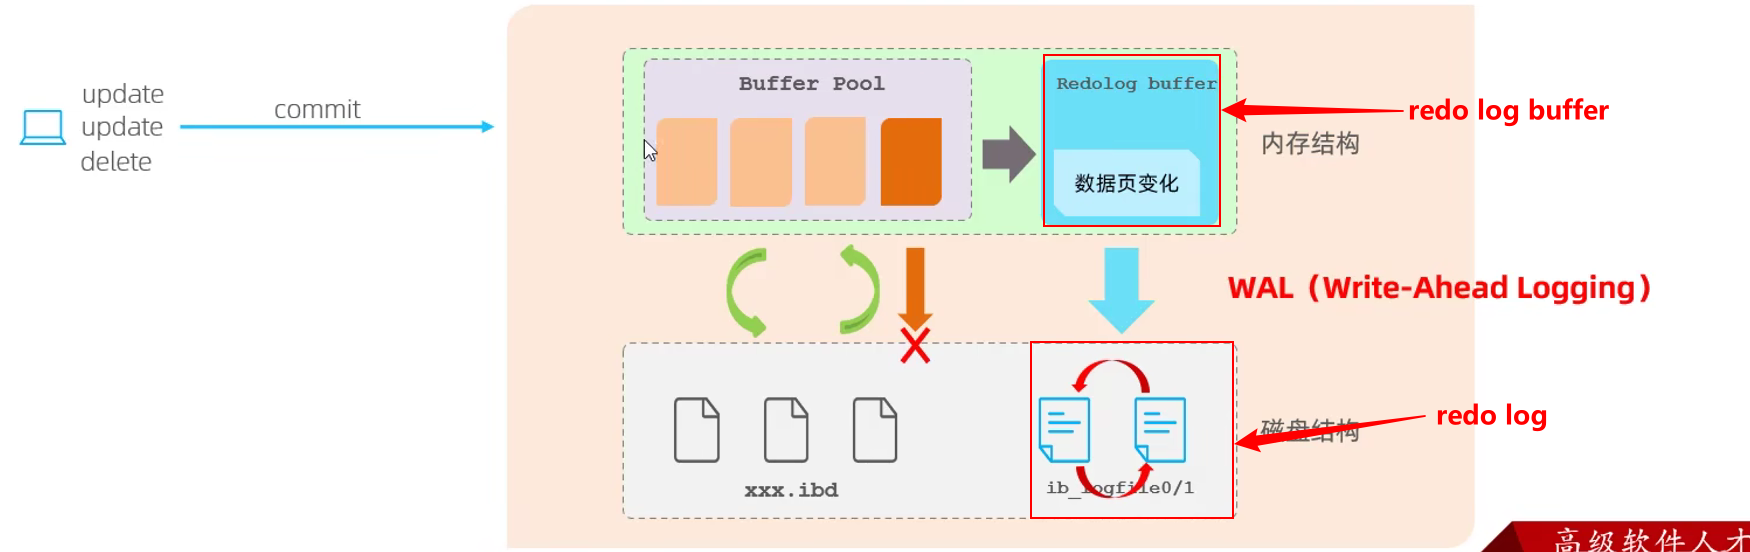 update
update
delete
commit
Buffer Pool
Redolog buffer
数据页变化
redo log buffer
内存结构
WAL（Write-Ahead Logging）
xxx.ibd
ib_logfile0/1
磁盘结构
redo log
高级软件人才